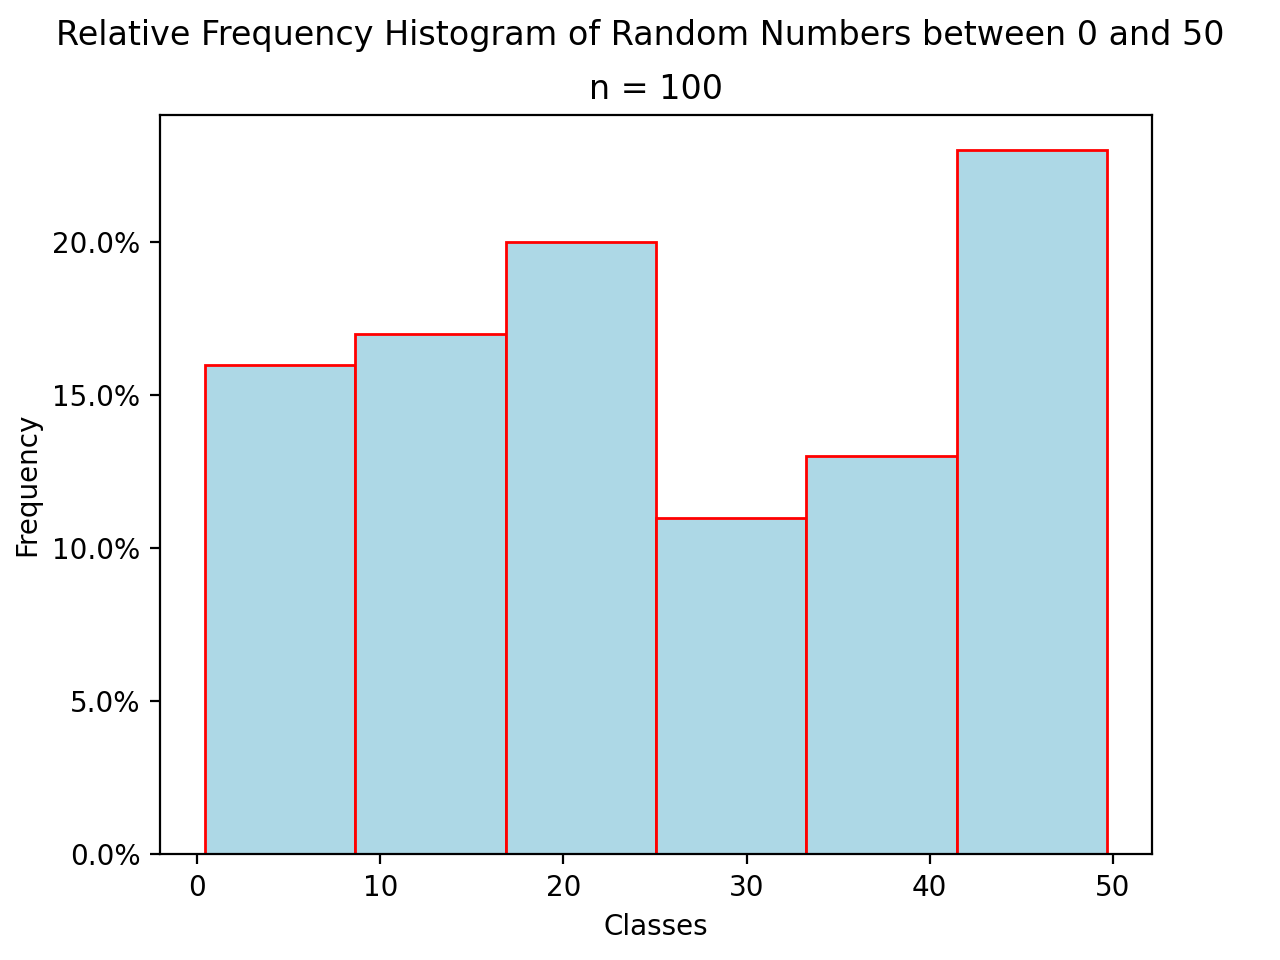 Relative Frequency Histogram of Random Numbers between 0 and 50
n = 100
20.0%
15.0%
10.0%
5.0%
0.0%
Frequency
0 10 20 30 40 50
Classes